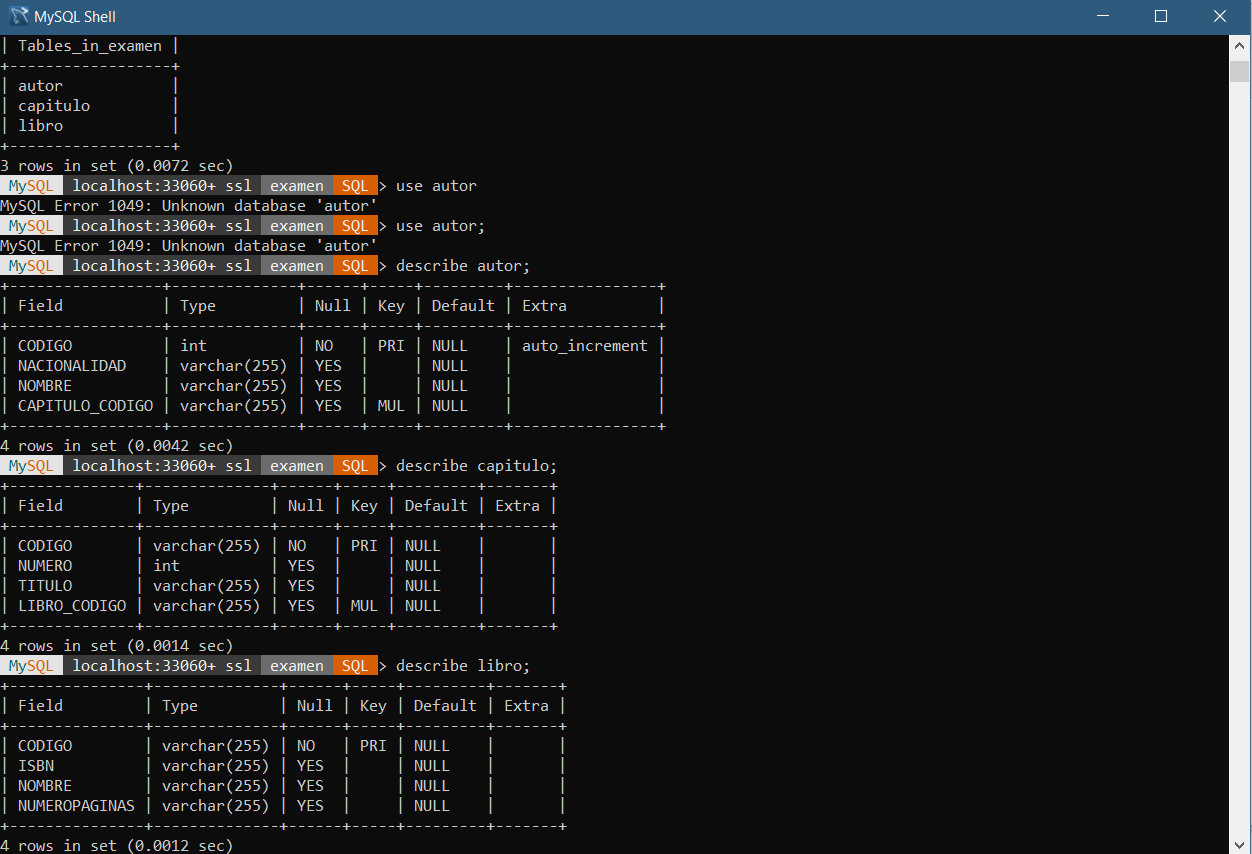 MySQL Shell
| Tables_in_examen |
+------------------+
| autor            |
| capitulo         |
| libro            |
+------------------+
3 rows in set (0.0072 sec)
 MySQL  localhost:33060+ ssl  examen  SQL > use autor
MySQL Error 1049: Unknown database 'autor'
 MySQL  localhost:33060+ ssl  examen  SQL > use autor;
MySQL Error 1049: Unknown database 'autor'
 MySQL  localhost:33060+ ssl  examen  SQL > describe autor;
+-----------------+--------------+------+-----+---------+----------------+
| Field           | Type         | Null | Key | Default | Extra          |
+-----------------+--------------+------+-----+---------+----------------+
| CODIGO          | int          | NO   | PRI | NULL    | auto_increment |
| NACIONALIDAD    | varchar(255) | YES  |     | NULL    |                |
| NOMBRE          | varchar(255) | YES  |     | NULL    |                |
| CAPITULO_CODIGO | varchar(255) | YES  | MUL | NULL    |                |
+-----------------+--------------+------+-----+---------+----------------+
4 rows in set (0.0042 sec)
 MySQL  localhost:33060+ ssl  examen  SQL > describe capitulo;
+--------------+--------------+------+-----+---------+-------+
| Field        | Type         | Null | Key | Default | Extra |
+--------------+--------------+------+-----+---------+-------+
| CODIGO       | varchar(255) | NO   | PRI | NULL    |       |
| NUMERO       | int          | YES  |     | NULL    |       |
| TITULO       | varchar(255) | YES  |     | NULL    |       |
| LIBRO_CODIGO | varchar(255) | YES  | MUL | NULL    |       |
+--------------+--------------+------+-----+---------+-------+
4 rows in set (0.0014 sec)
 MySQL  localhost:33060+ ssl  examen  SQL > describe libro;
+---------------+--------------+------+-----+---------+-------+
| Field         | Type         | Null | Key | Default | Extra |
+---------------+--------------+------+-----+---------+-------+
| CODIGO        | varchar(255) | NO   | PRI | NULL    |       |
| ISBN          | varchar(255) | YES  |     | NULL    |       |
| NOMBRE        | varchar(255) | YES  |     | NULL    |       |
| NUMEROPAGINAS | varchar(255) | YES  |     | NULL    |       |
+---------------+--------------+------+-----+---------+-------+
4 rows in set (0.0012 sec)